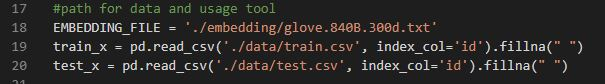 17 #path for data and usage tool
18 EMBEDDING_FILE = './embedding/glove.840B.300d.txt'
19 train_x = pd.read_csv('./data/train.csv', index_col='id').fillna(" ")
20 test_x = pd.read_csv('./data/test.csv', index_col='id').fillna(" ")